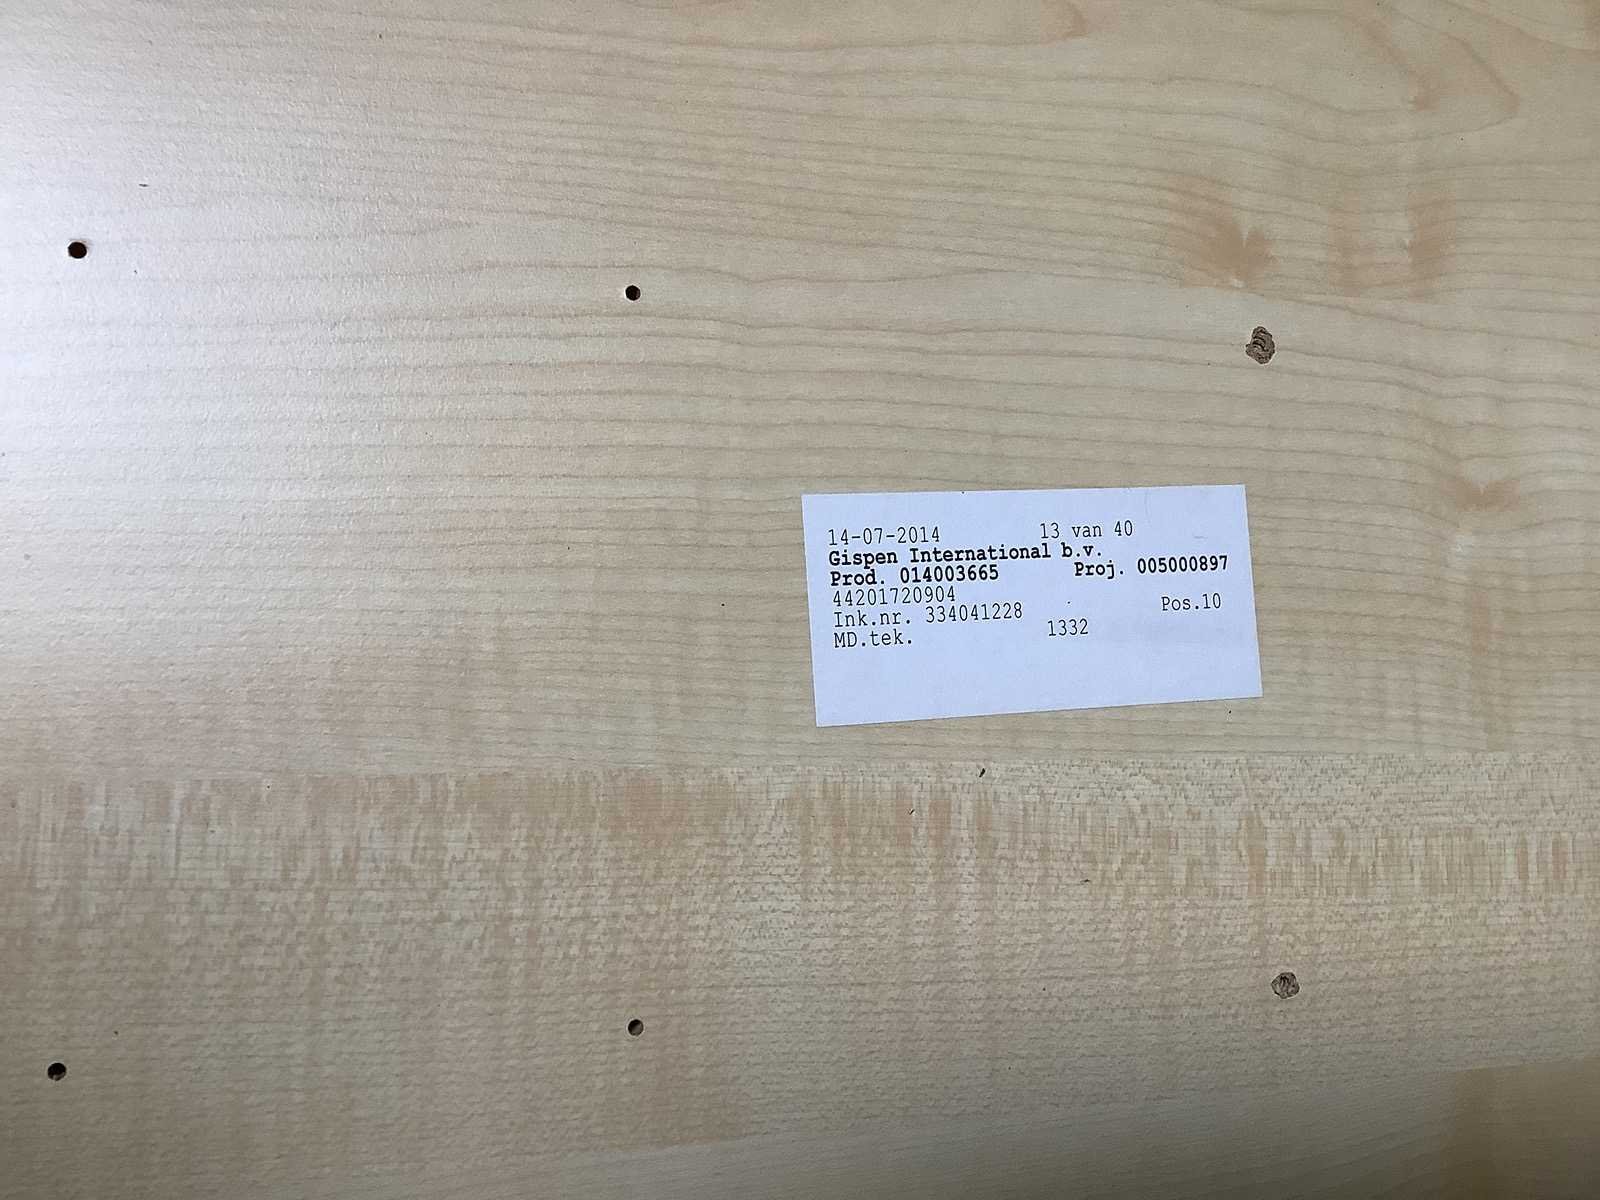 14-07-2014 13 van 40
Gispen International b.v.
Prod. 014003665 Proj. 005000897
44201720904
Ink.nr. 334041228 Pos.10
MD.tek. 1332